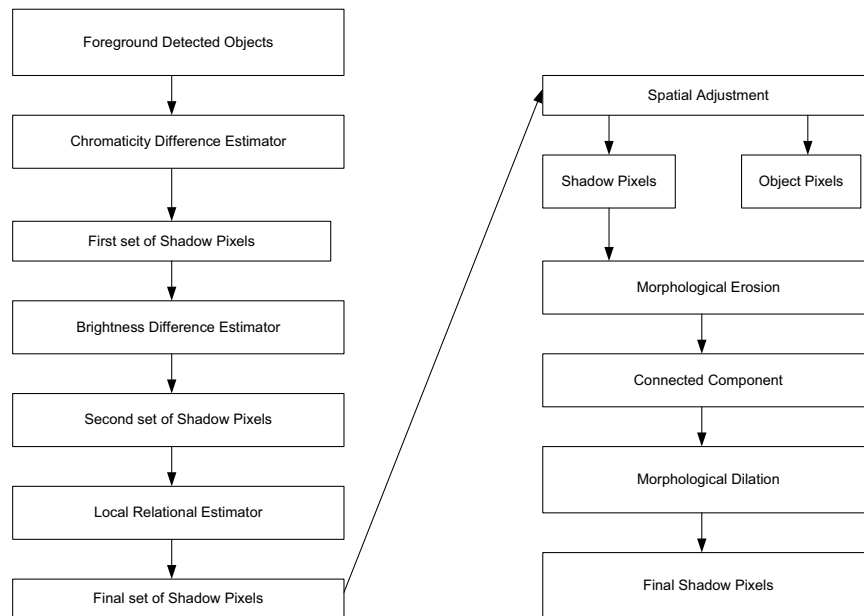 Foreground Detected Objects
Chromaticity Difference Estimator
First set of Shadow Pixels
Brightness Difference Estimator
Second set of Shadow Pixels
Local Relational Estimator
Final set of Shadow Pixels
Spatial Adjustment
Shadow Pixels
Object Pixels
Morphological Erosion
Connected Component
Morphological Dilation
Final Shadow Pixels